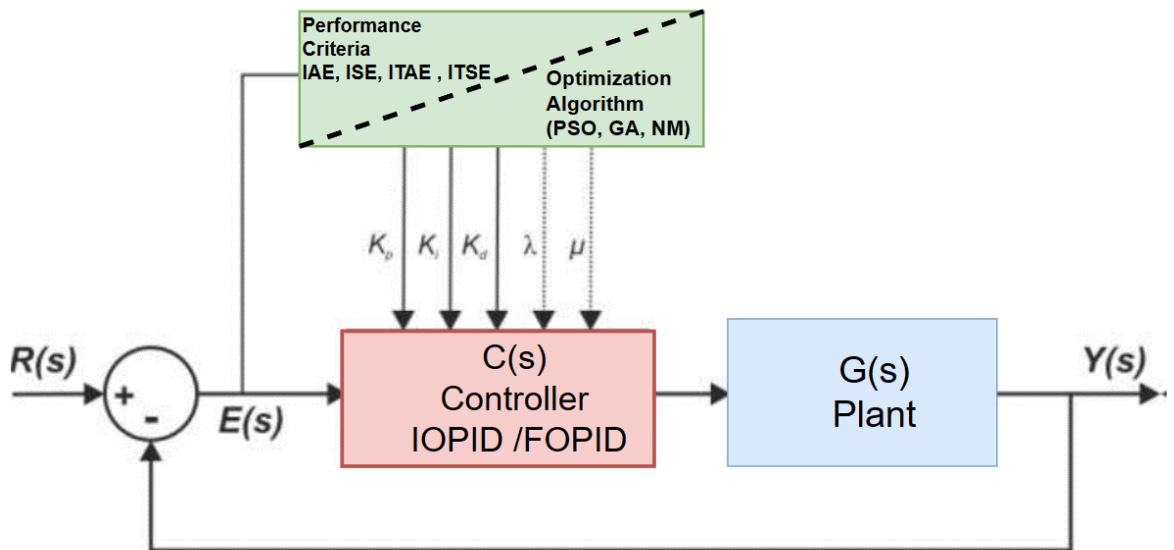 Performance
Criteria
IAE, ISE, ITAE , ITSE
Optimization
Algorithm
(PSO, GA, NM)
Kp
Ki
Kd
λ
μ
R(s)
+
-
E(s)
C(s)
Controller
IOPID /FOPID
G(s)
Plant
Y(s)